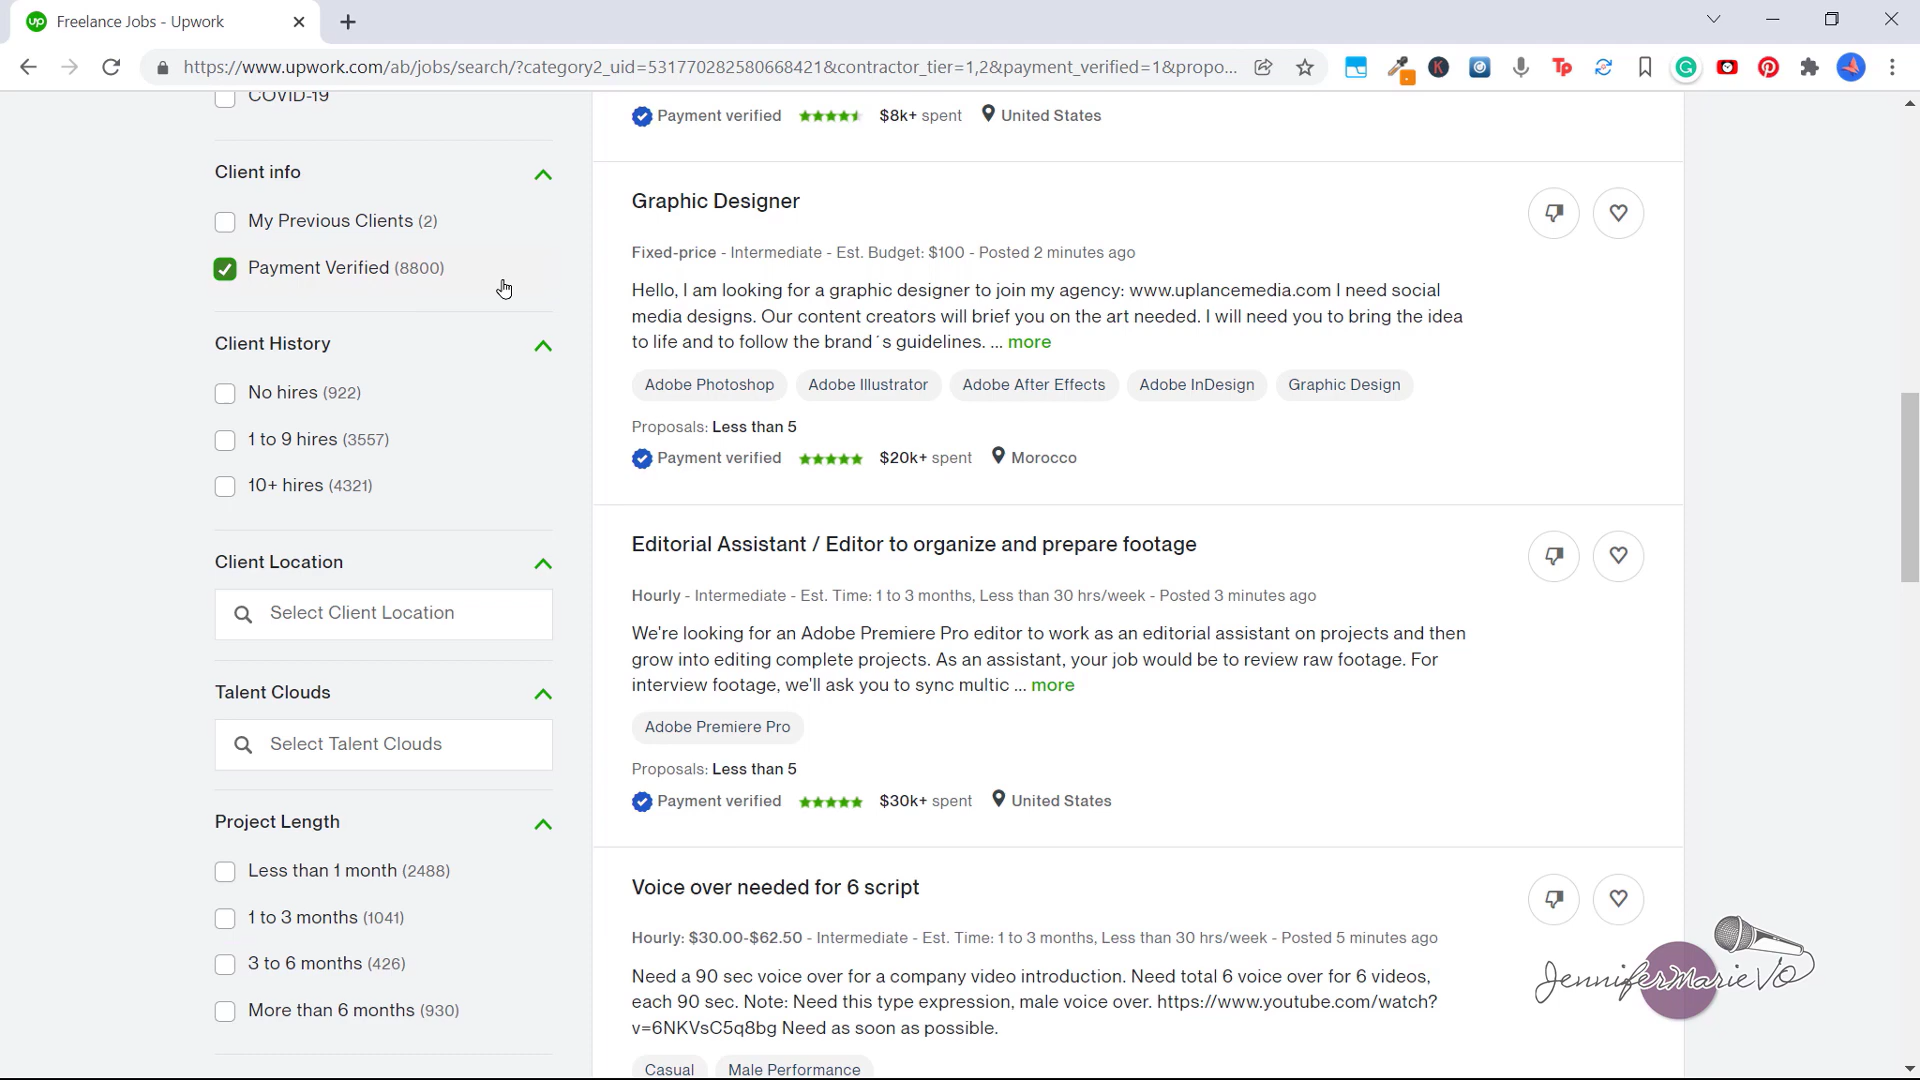 Freelance Jobs - Upwork
https://www.upwork.com/ab/jobs/search/?category2_uid=531770282580668421&contractor_tier=1,2&payment_verified=1&propo...
COVID-19
Client info
My Previous Clients (2)
Payment Verified (8800)
Client History
No hires (922)
1 to 9 hires (3557)
10+ hires (4321)
Client Location
Select Client Location
Talent Clouds
Select Talent Clouds
Project Length
Less than 1 month (2488)
1 to 3 months (1041)
3 to 6 months (426)
More than 6 months (930)
Payment verified $8k+ spent United States
Graphic Designer
Fixed-price - Intermediate - Est. Budget: $100 - Posted 2 minutes ago
Hello, I am looking for a graphic designer to join my agency: www.uplancemedia.com I need social
media designs. Our content creators will brief you on the art needed. I will need you to bring the idea
to life and to follow the brand´s guidelines. ... more
Adobe Photoshop Adobe Illustrator Adobe After Effects Adobe InDesign Graphic Design
Proposals: Less than 5
Payment verified $20k+ spent Morocco
Editorial Assistant / Editor to organize and prepare footage
Hourly - Intermediate - Est. Time: 1 to 3 months, Less than 30 hrs/week - Posted 3 minutes ago
We're looking for an Adobe Premiere Pro editor to work as an editorial assistant on projects and then
grow into editing complete projects. As an assistant, your job would be to review raw footage. For
interview footage, we'll ask you to sync multic ... more
Adobe Premiere Pro
Proposals: Less than 5
Payment verified $30k+ spent United States
Voice over needed for 6 script
Hourly: $30.00-$62.50 - Intermediate - Est. Time: 1 to 3 months, Less than 30 hrs/week - Posted 5 minutes ago
Need a 90 sec voice over for a company video introduction. Need total 6 voice over for 6 videos,
each 90 sec. Note: Need this type expression, male voice over. https://www.youtube.com/watch?
v=6NKVsC5q8bg Need as soon as possible.
Casual Male Performance
JenniferMarieVO